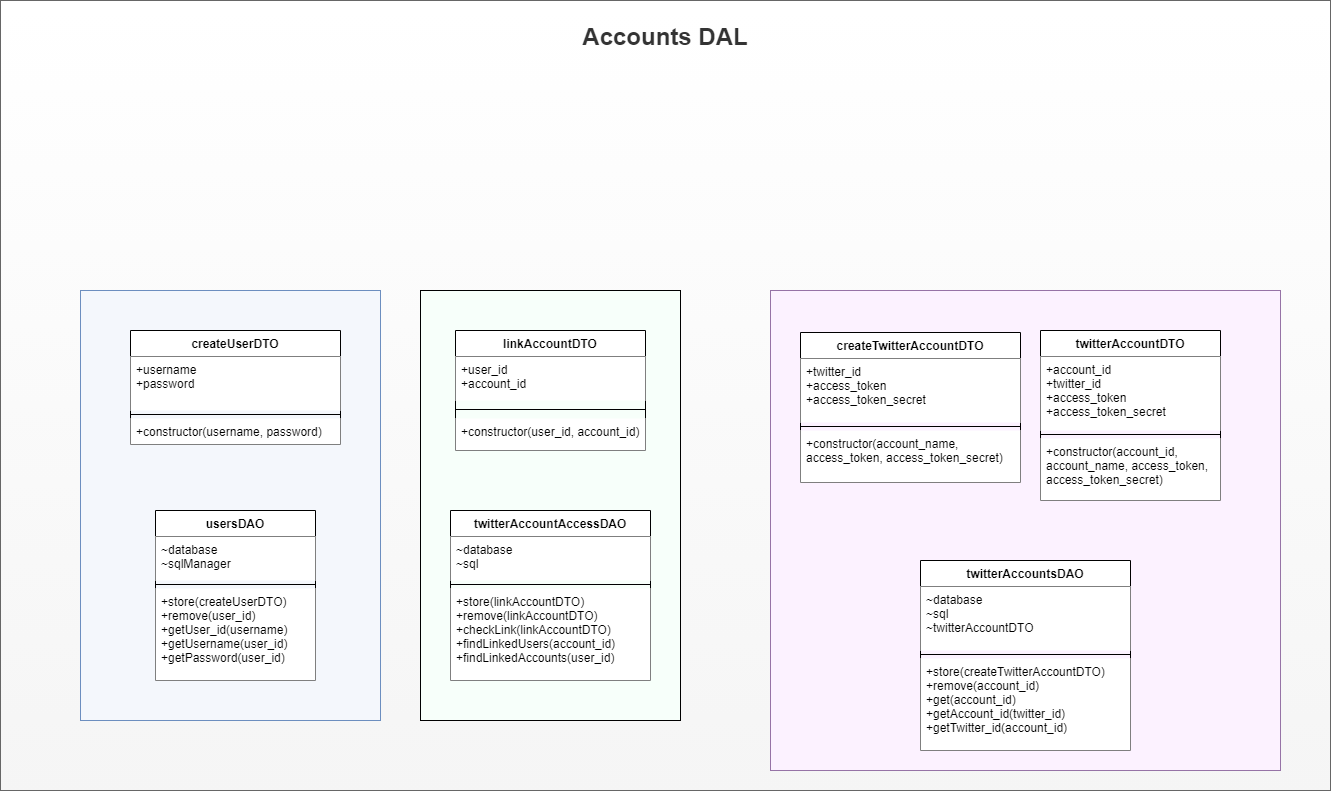 Accounts DAL
createUserDTO
+username
+password
+constructor(username, password)
usersDAO
~database
~sqlManager
+store(createUserDTO)
+remove(user_id)
+getUser_id(username)
+getUsername(user_id)
+getPassword(user_id)
linkAccountDTO
+user_id
+account_id
+constructor(user_id, account_id)
twitterAccountAccessDAO
~database
~sql
+store(linkAccountDTO)
+remove(linkAccountDTO)
+checkLink(linkAccountDTO)
+findLinkedUsers(account_id)
+findLinkedAccounts(user_id)
createTwitterAccountDTO
+twitter_id
+access_token
+access_token_secret
+constructor(account_name,
access_token, access_token_secret)
twitterAccountDTO
+account_id
+twitter_id
+access_token
+access_token_secret
+constructor(account_id,
account_name, access_token,
access_token_secret)
twitterAccountsDAO
~database
~sql
~twitterAccountDTO
+store(createTwitterAccountDTO)
+remove(account_id)
+get(account_id)
+getAccount_id(twitter_id)
+getTwitter_id(account_id)